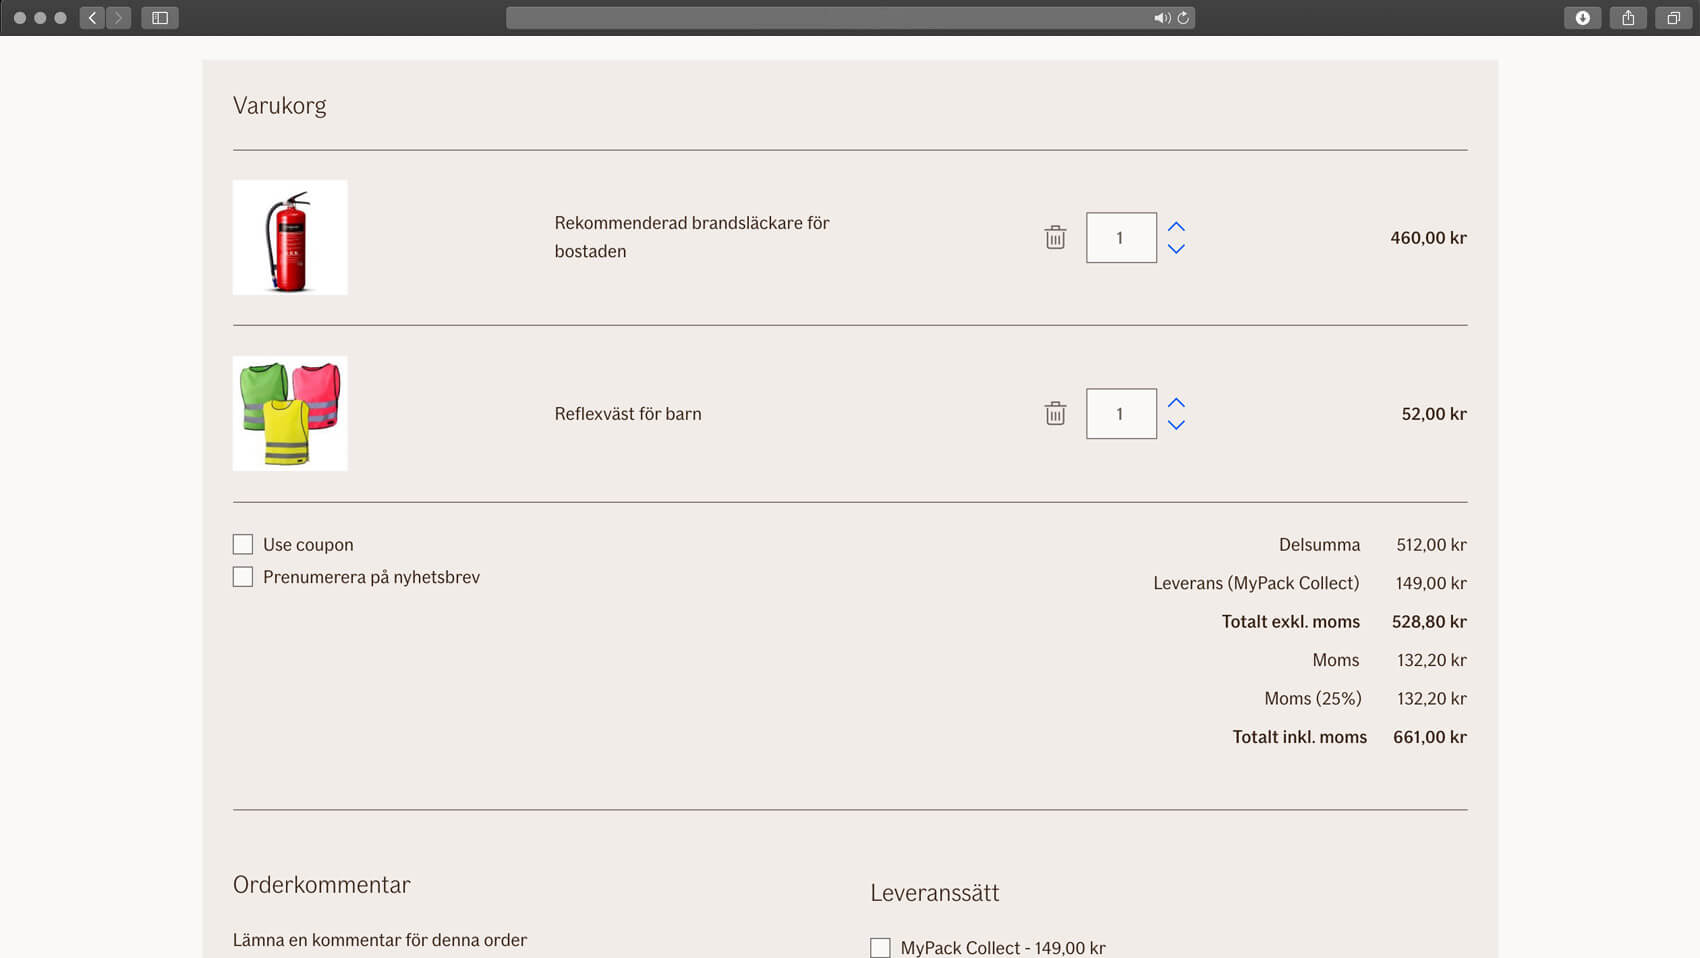 Varukorg
Rekommenderad brandsläckare för
bostaden
1
460,00 kr
Reflexväst för barn
1
52,00 kr
Use coupon
Prenumerera på nyhetsbrev
Delsumma 512,00 kr
Leverans (MyPack Collect) 149,00 kr
Totalt exkl. moms 528,80 kr
Moms 132,20 kr
Moms (25%) 132,20 kr
Totalt inkl. moms 661,00 kr
Orderkommentar
Lämna en kommentar för denna order
Leveranssätt
MyPack Collect - 149,00 kr